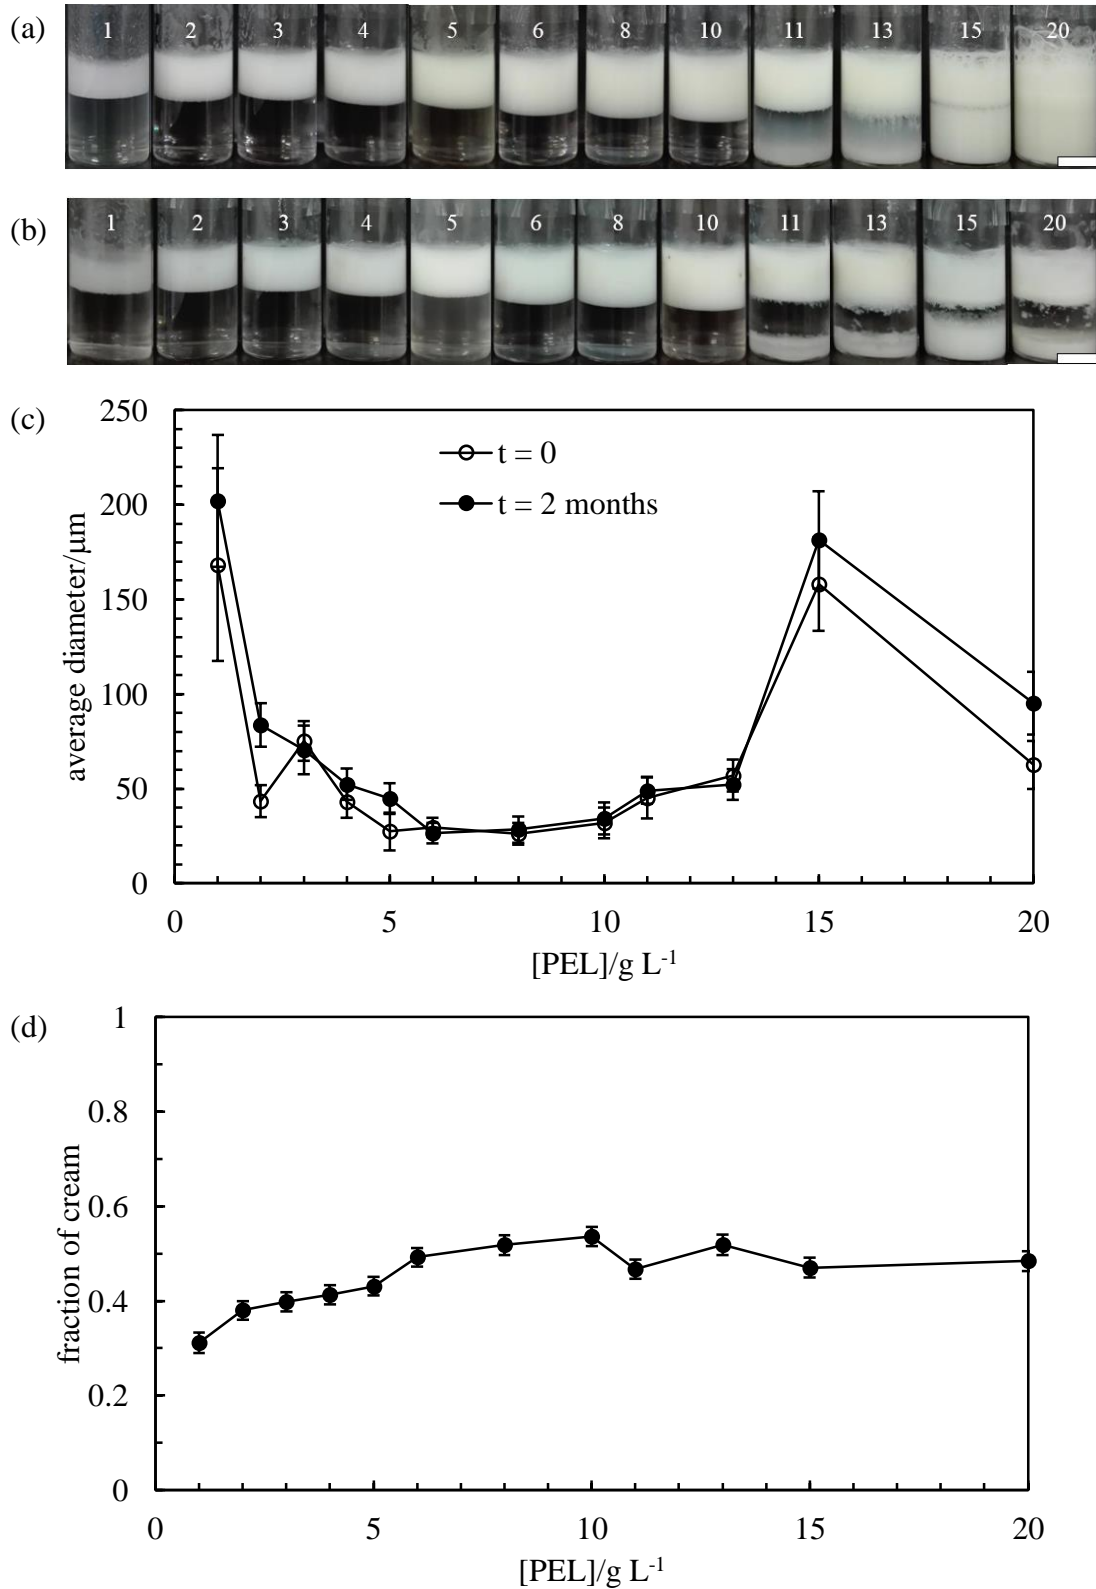 (a)
1 2 3 4 5 6 8 10 11 13 15 20
(b)
1 2 3 4 5 6 8 10 11 13 15 20
(c)
250
200
150
100
50
0
average diameter/μm
t = 0
t = 2 months
0 5 10 15 20
[PEL]/g L⁻¹
(d)
1
0.8
0.6
0.4
0.2
0
fraction of cream
0 5 10 15 20
[PEL]/g L⁻¹